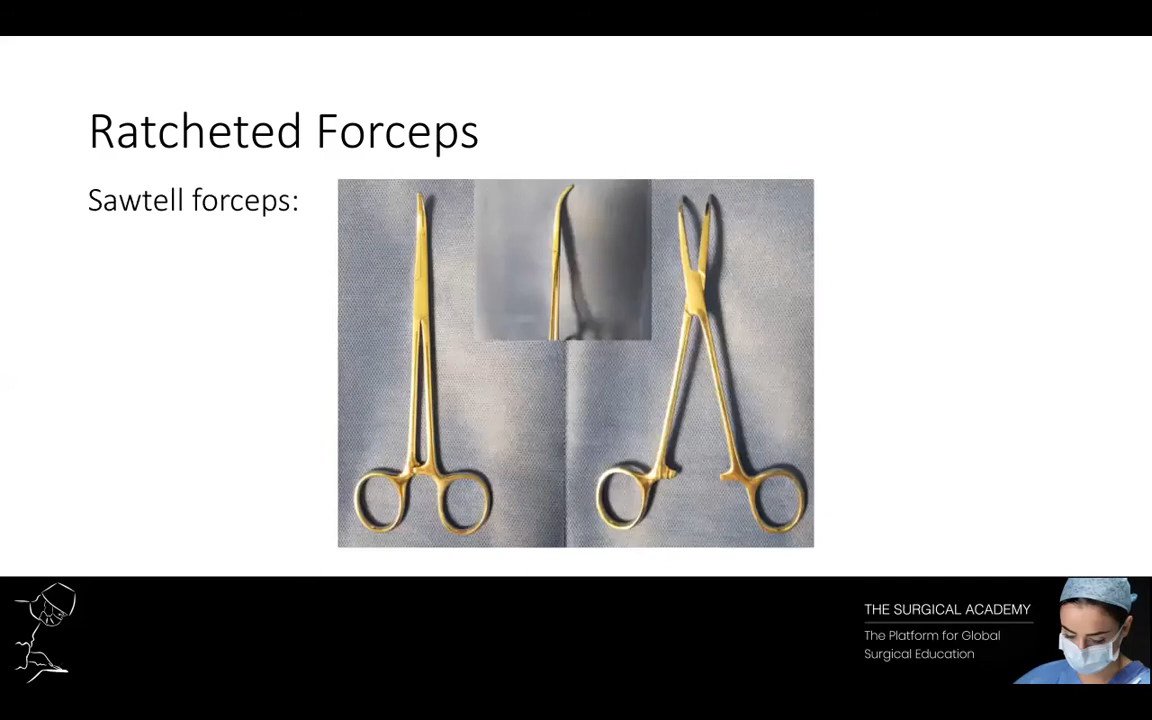 Ratcheted Forceps
Sawtell forceps:
THE SURGICAL ACADEMY
The Platform for Global
Surgical Education